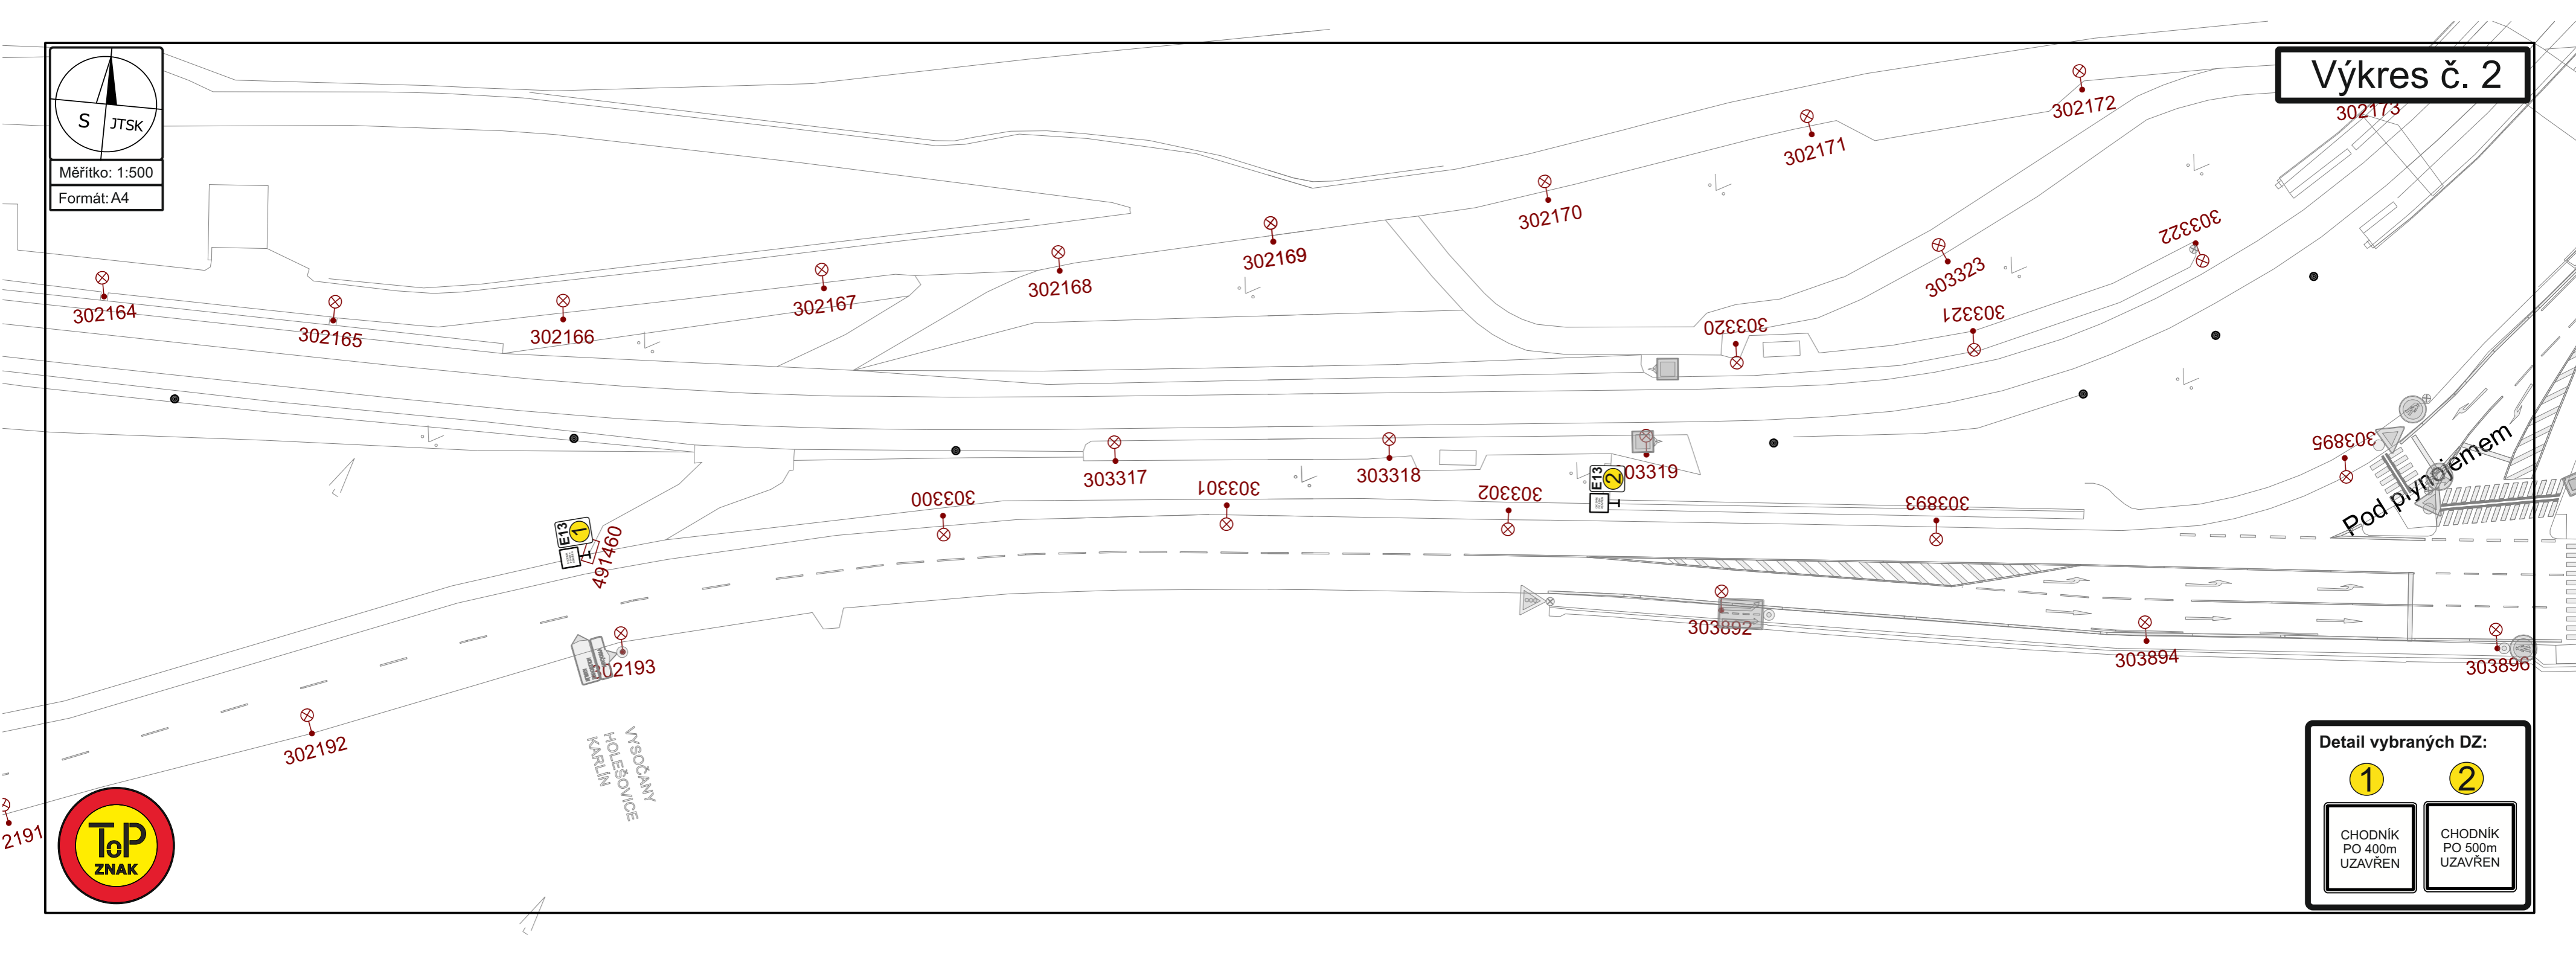 Výkres č. 2
S JTSK
Měřítko: 1:500
Formát: A4
302172
302173
302171
302170
302169
302168
302167
302166
302165
302164
303323
303322
303321
303320
303319
303318
303317
303300
303301
303302
303893
303895
Pod plynojemem
E13
1
491460
E13
2
303892
303894
303896
302193
302192
2191
VYSOČANY
HOLEŠOVICE
KARLÍN
ToP
ZNAK
Detail vybraných DZ:
1
2
CHODNÍK
PO 400m
UZAVŘEN
CHODNÍK
PO 500m
UZAVŘEN